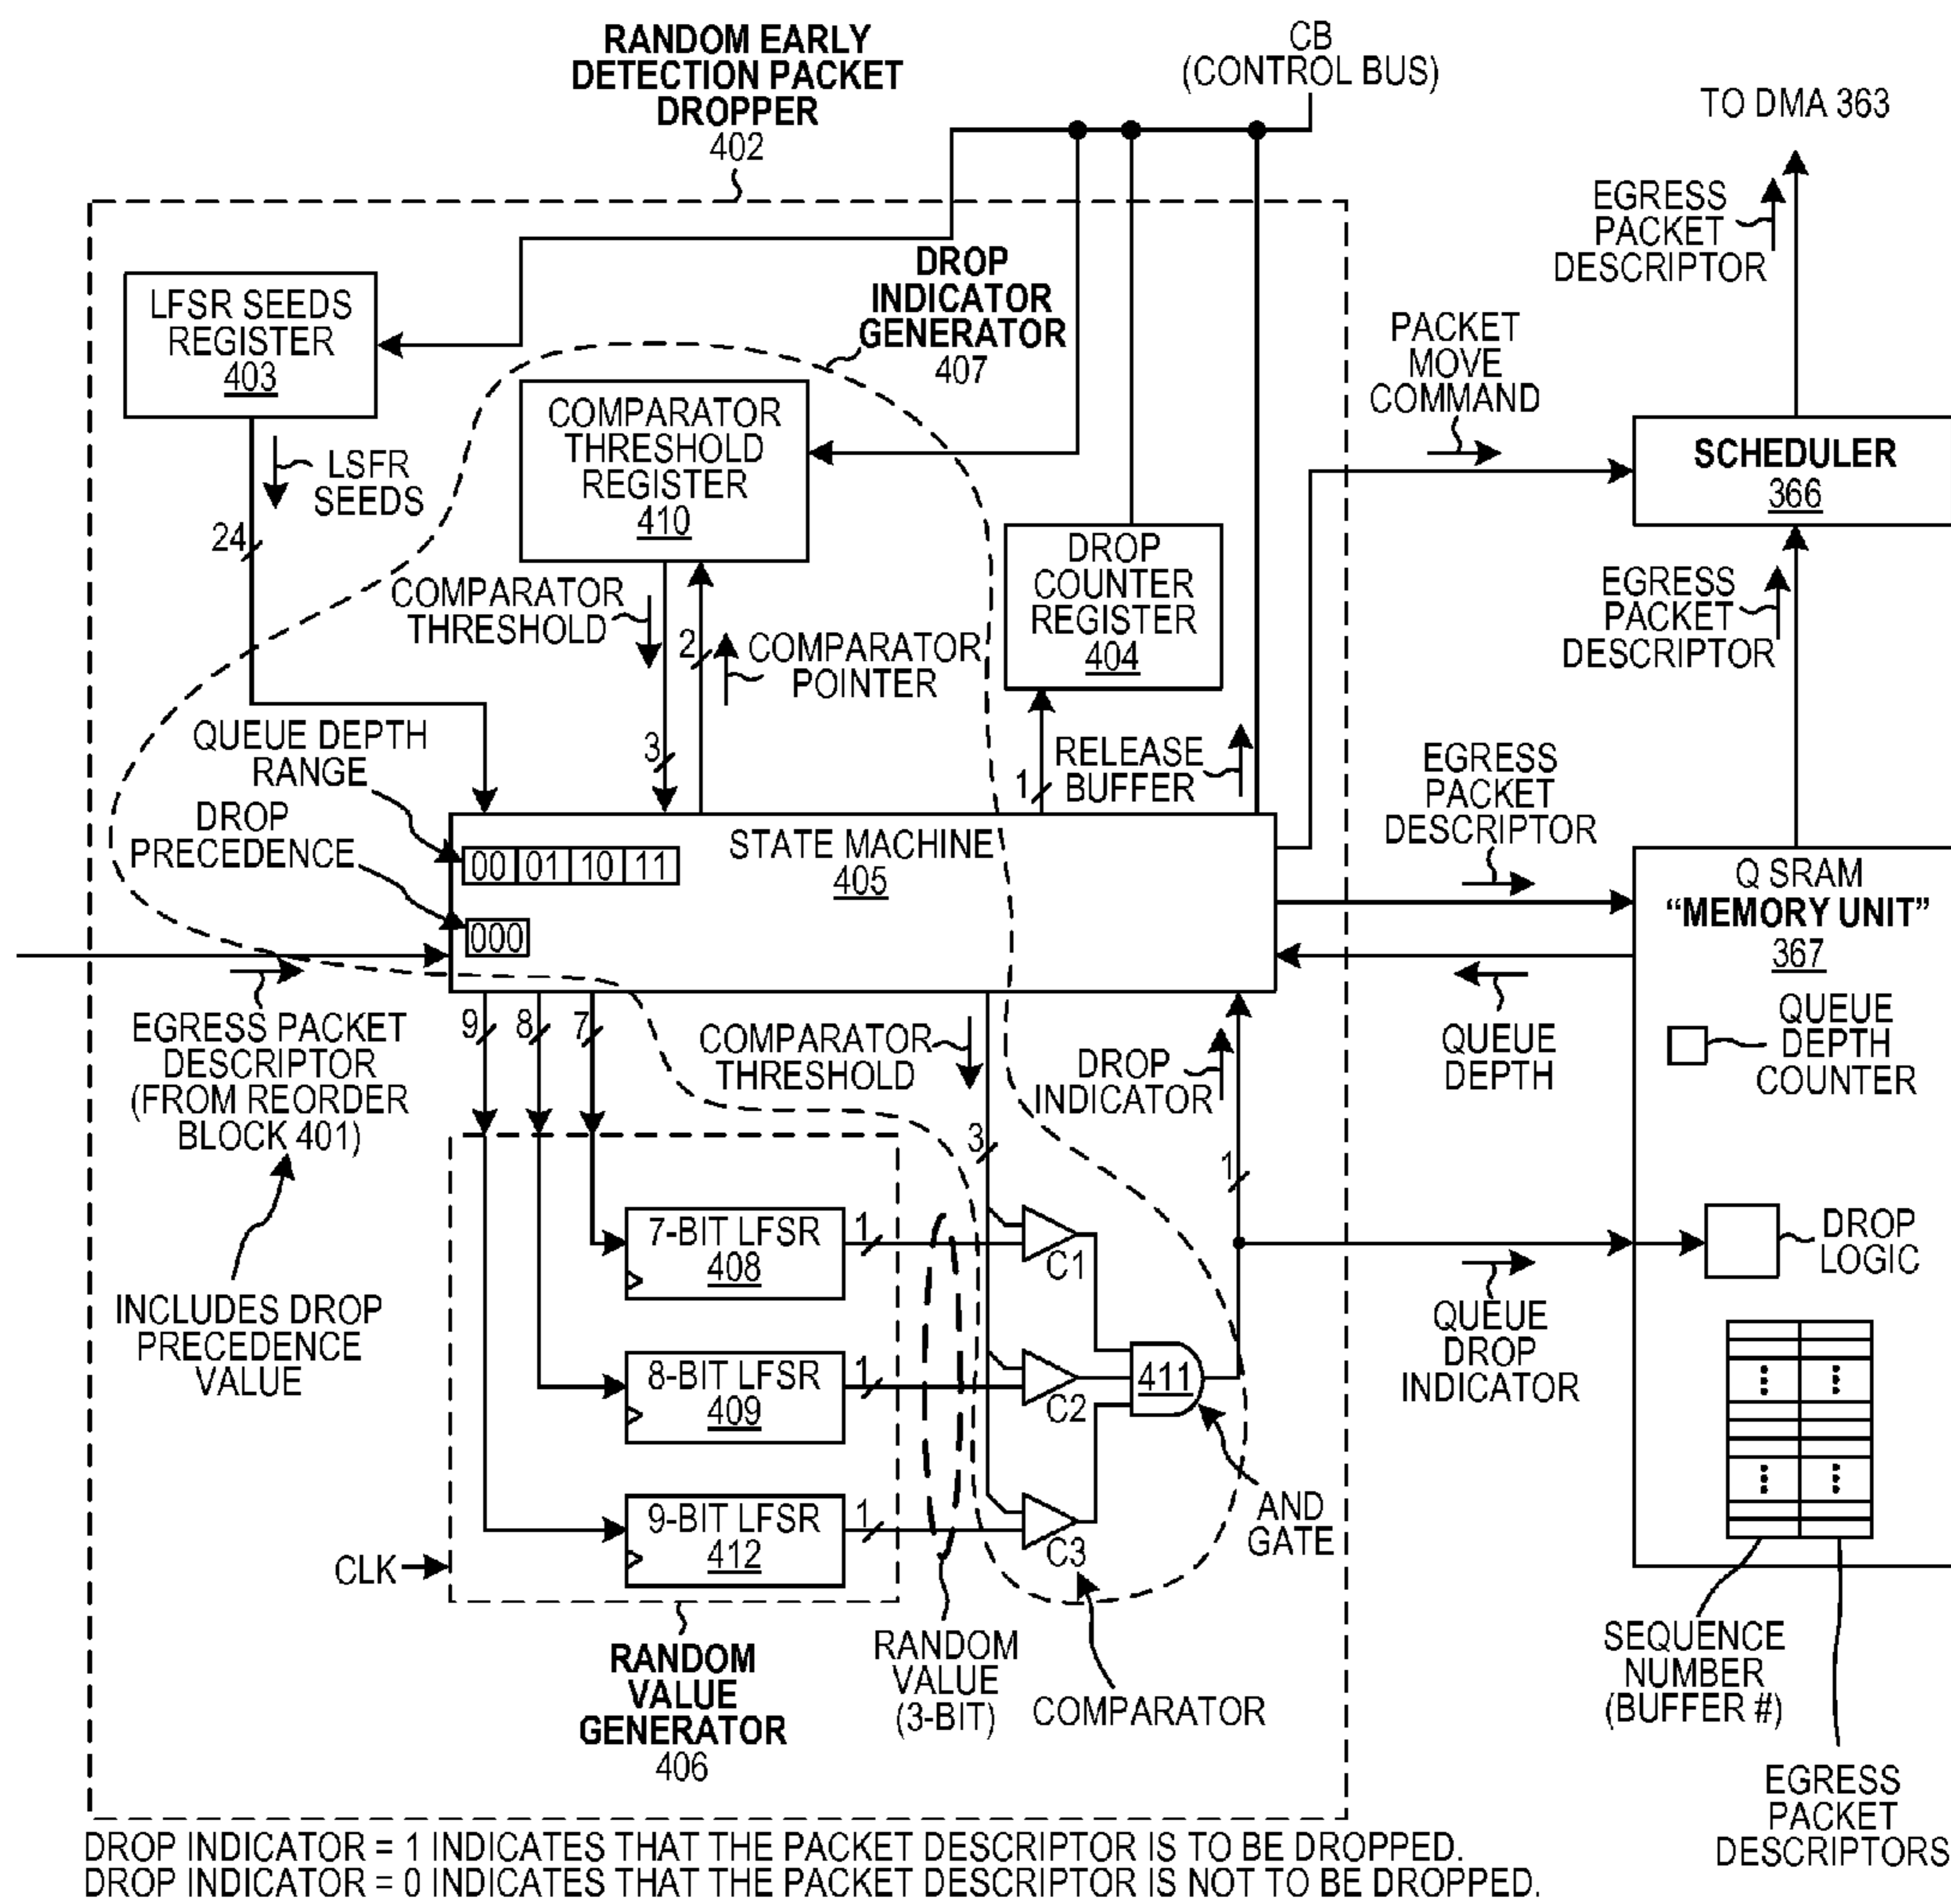 RANDOM EARLY
DETECTION PACKET
DROPPER
402
CB
(CONTROL BUS)
TO DMA 363
EGRESS
PACKET
DESCRIPTOR
DROP
INDICATOR
GENERATOR
407
LFSR SEEDS
REGISTER
403
LSFR
SEEDS
24
COMPARATOR
THRESHOLD
REGISTER
410
PACKET
MOVE
COMMAND
SCHEDULER
366
DROP
COUNTER
REGISTER
404
COMPARATOR
THRESHOLD
2
COMPARATOR
POINTER
3
EGRESS
PACKET
DESCRIPTOR
QUEUE DEPTH
RANGE
DROP
PRECEDENCE
1
RELEASE
BUFFER
EGRESS
PACKET
DESCRIPTOR
STATE MACHINE
405
00 01 10 11
000
Q SRAM
“MEMORY UNIT”
367
QUEUE
DEPTH
QUEUE
DEPTH
COUNTER
EGRESS PACKET
DESCRIPTOR
(FROM REORDER
BLOCK 401)
9
8
7
COMPARATOR
THRESHOLD
DROP
INDICATOR
3
1
INCLUDES DROP
PRECEDENCE
VALUE
7-BIT LFSR
408
1
C1
8-BIT LFSR
409
1
C2
9-BIT LFSR
412
1
C3
411
AND
GATE
QUEUE
DROP
INDICATOR
DROP
LOGIC
CLK
RANDOM
VALUE
GENERATOR
406
RANDOM
VALUE
(3-BIT)
COMPARATOR
SEQUENCE
NUMBER
(BUFFER #)
EGRESS
PACKET
DESCRIPTORS
DROP INDICATOR = 1 INDICATES THAT THE PACKET DESCRIPTOR IS TO BE DROPPED.
DROP INDICATOR = 0 INDICATES THAT THE PACKET DESCRIPTOR IS NOT TO BE DROPPED.